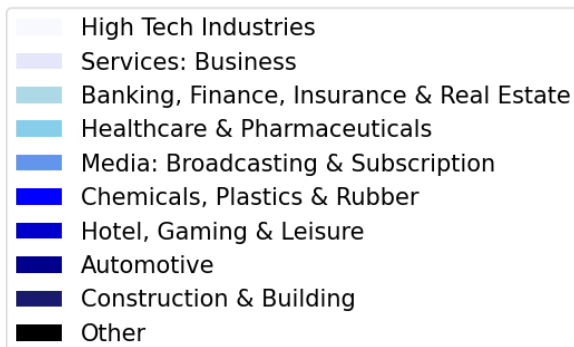 High Tech Industries
Services: Business
Banking, Finance, Insurance & Real Estate
Healthcare & Pharmaceuticals
Media: Broadcasting & Subscription
Chemicals, Plastics & Rubber
Hotel, Gaming & Leisure
Automotive
Construction & Building
Other